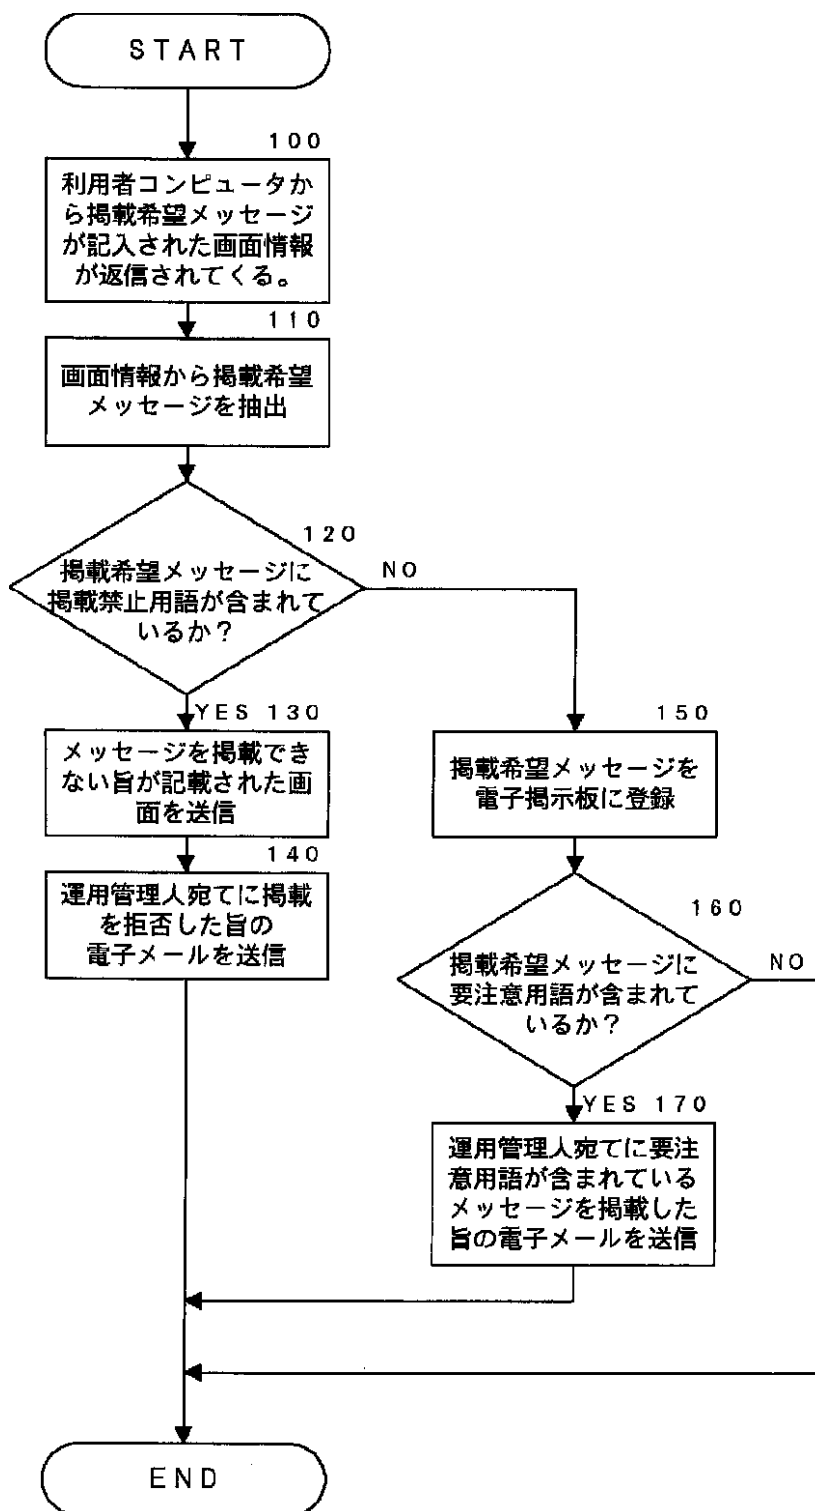 START
100
利用者コンピュータか
ら掲載希望メッセージ
が記入された画面情報
が返信されてくる。
110
画面情報から掲載希望
メッセージを抽出
120
掲載希望メッセージに
掲載禁止用語が含まれて
いるか？
NO
YES 130
メッセージを掲載でき
ない旨が記載された画
面を送信
140
運用管理人宛てに掲載
を拒否した旨の
電子メールを送信
150
掲載希望メッセージを
電子掲示板に登録
160
掲載希望メッセージに
要注意用語が含まれて
いるか？
NO
YES 170
運用管理人宛てに要注
意用語が含まれている
メッセージを掲載した
旨の電子メールを送信
END